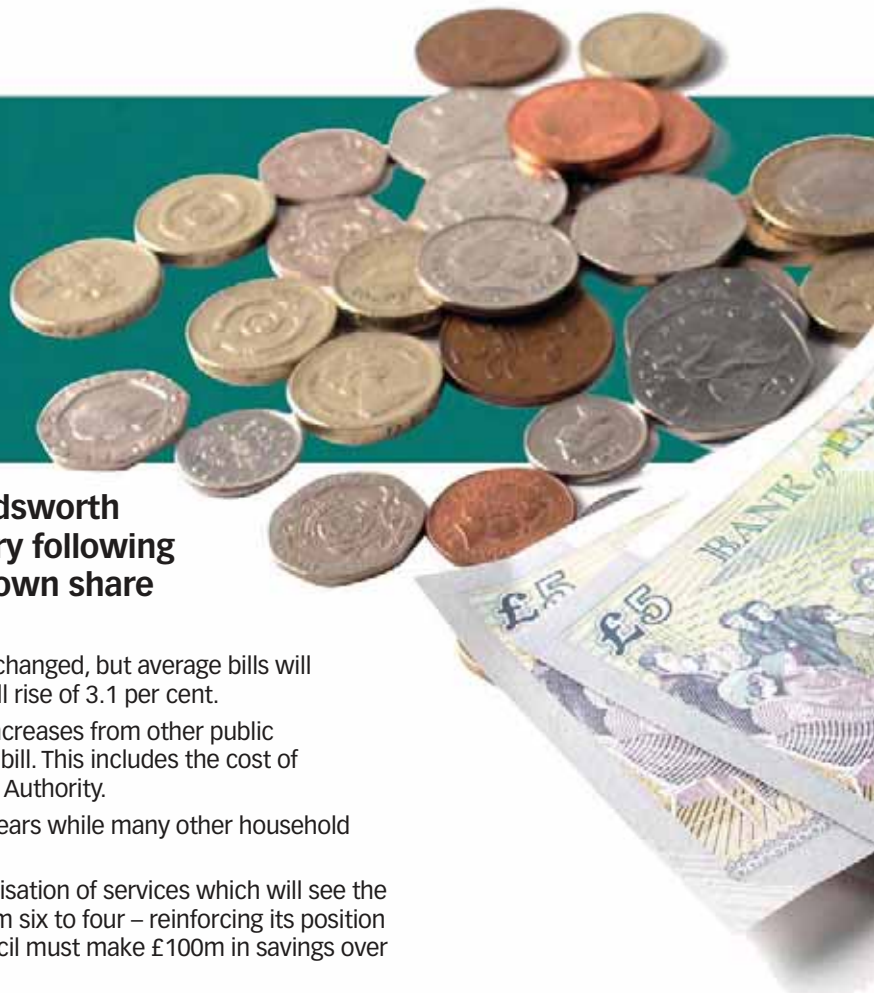 dsworth
ry following
own share
changed, but average bills will
ll rise of 3.1 per cent.
ncreases from other public
bill. This includes the cost of
Authority.
ears while many other household
isation of services which will see the
m six to four – reinforcing its position
cil must make £100m in savings over
£5
£5
BANK of ENG